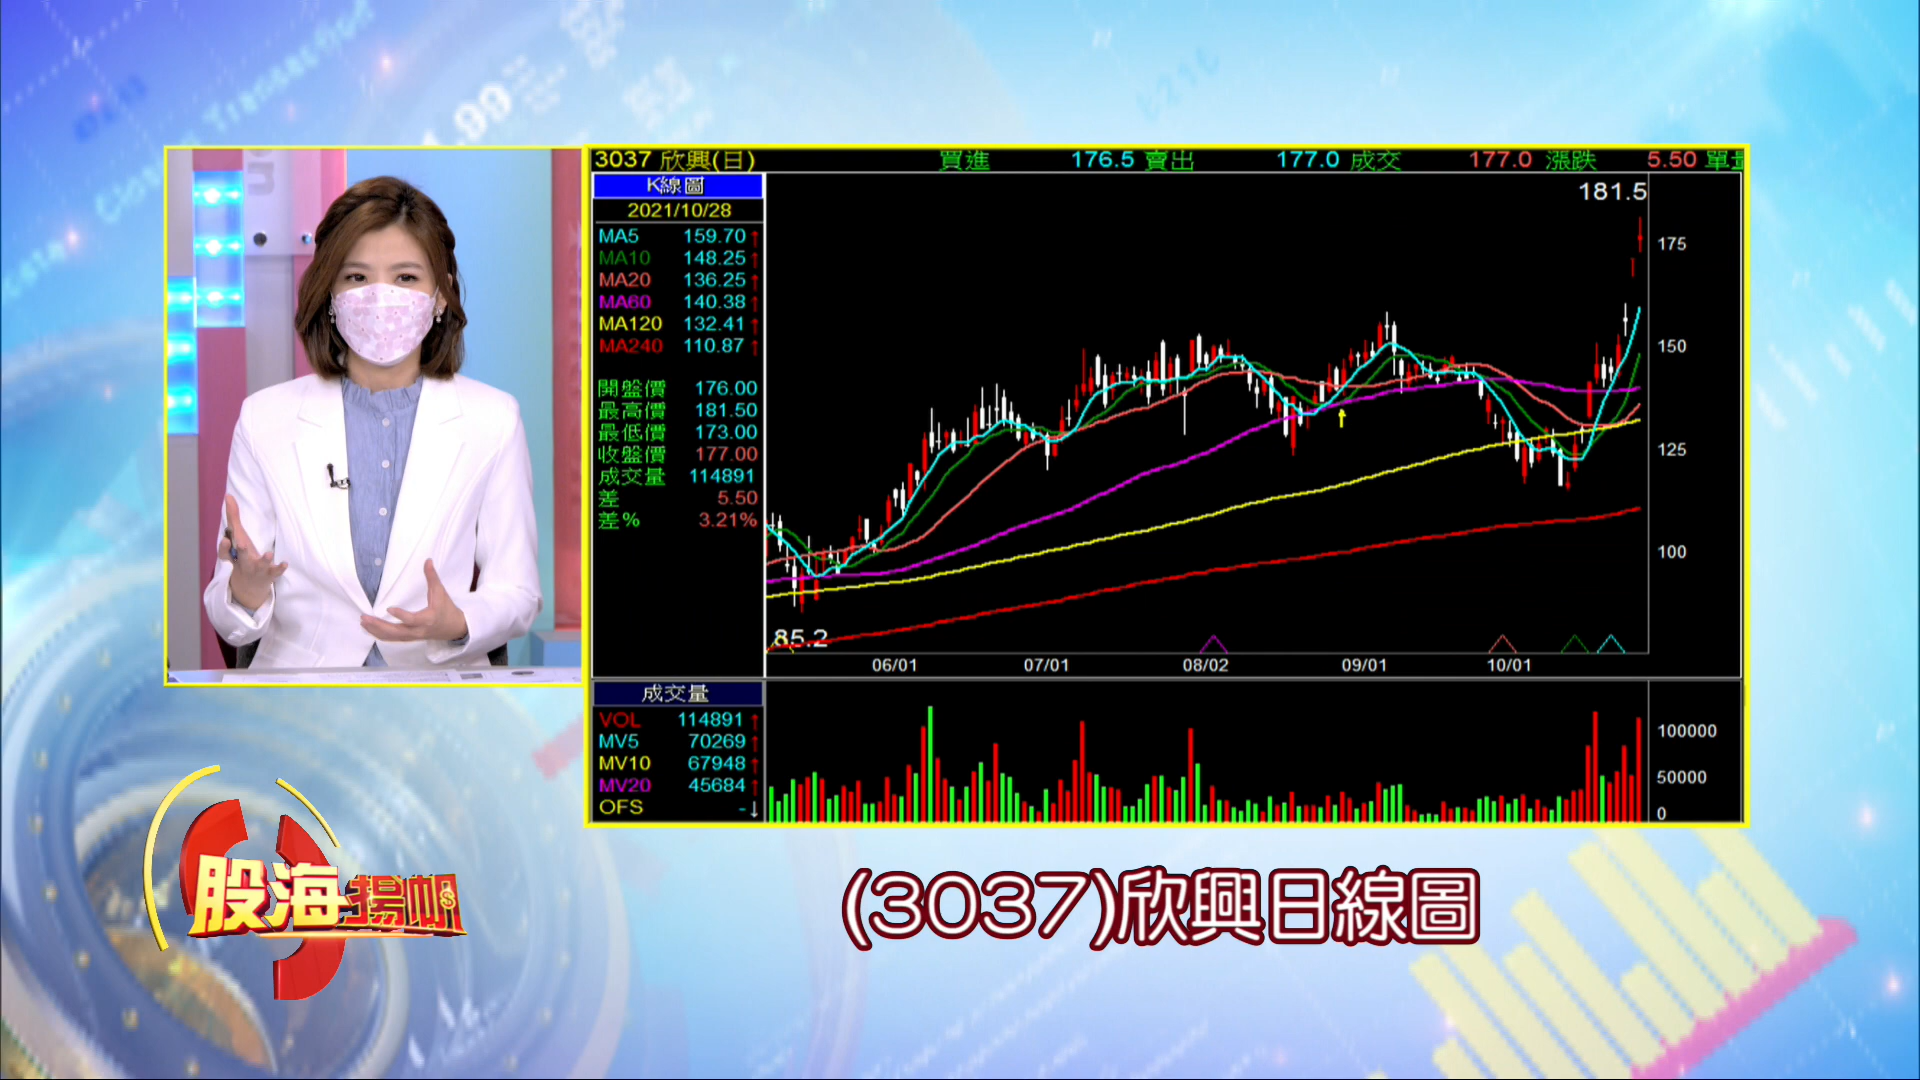 3037 欣興(日) 買進 176.5 賣出 177.0 成交 177.0 漲跌 5.50 單量
K線圖
2021/10/28
MA5 159.70↑
MA10 148.25↑
MA20 136.25↑
MA60 140.38↑
MA120 132.41↑
MA240 110.87↑
開盤價 176.00
最高價 181.50
最低價 173.00
收盤價 177.00
成交量 114891
差 5.50
差% 3.21%
181.5
175
150
125
100
85.2
06/01 07/01 08/02 09/01 10/01
成交量
VOL 114891↑
MV5 70269↑
MV10 67948↑
MV20 45684↑
OFS -↓
100000
50000
0
股海揚帆
(3037)欣興日線圖